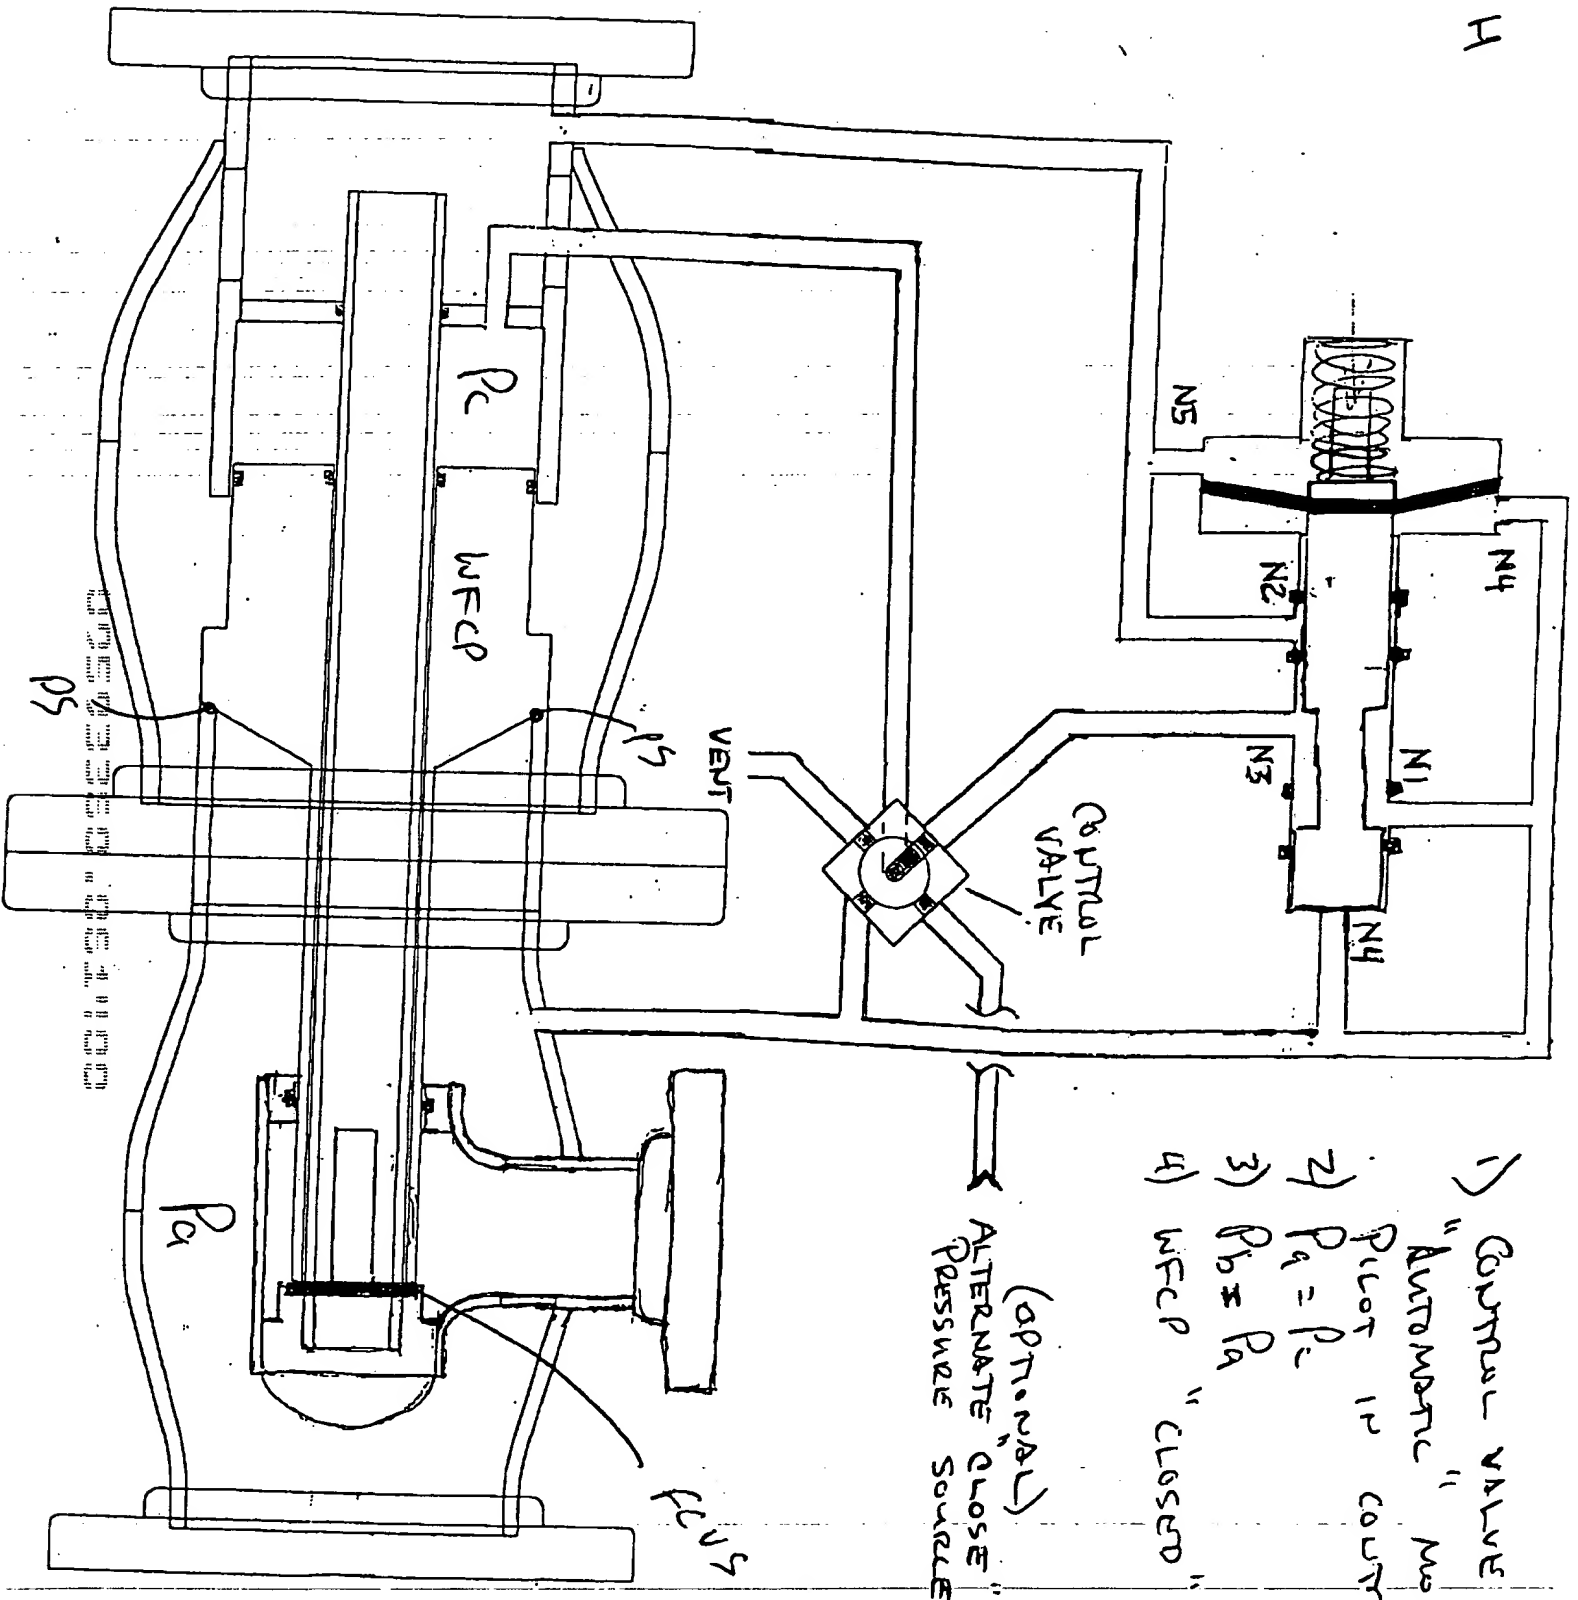 H
N5
N4
N2
N1
N3
N4
Pc
WFCP
PS
PS
VENT
CONTROL
VALVE
Pa
FCVS
1) CONTROL VALVE
"AUTOMATIC" MO
PILOT IN CONT
2) Pa = Pc
3) Pb = Pa
4) WFCP "CLOSED"
(OPTIONAL)
ALTERNATE "CLOSE"
PRESSURE SOURCE